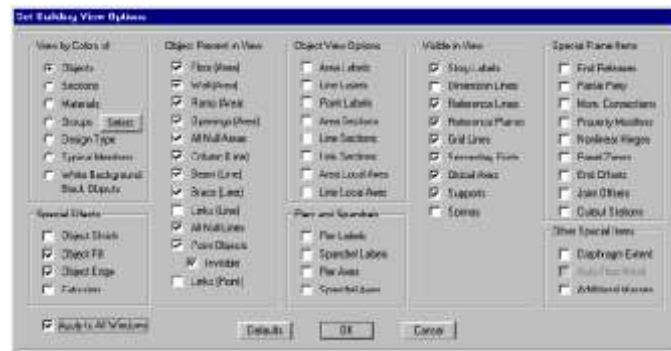 Set Building View Options
View by Colors of
Objects
Sections
Materials
Groups Select
Design Type
Typical Members
White Background
Black Objects
Special Effects
Object Shrink
Object Fill
Object Edge
Extrusion
Apply to All Windows
Object Present in View
Floor (Area)
Wall (Area)
Ramp (Area)
Openings (Area)
All Null Areas
Column (Line)
Beam (Line)
Brace (Line)
Links (Line)
All Null Lines
Point Objects
Invisible
Links (Point)
Object View Options
Area Labels
Line Labels
Point Labels
Area Sections
Line Sections
Link Sections
Area Local Axes
Line Local Axes
Piers and Spandrels
Pier Labels
Spandrel Labels
Pier Axes
Spandrel Axes
Visible in View
Story Labels
Dimension Lines
Reference Lines
Reference Planes
Grid Lines
Secondary Grids
Global Axes
Supports
Springs
Special Frame Items
End Releases
Partial Fixity
Mom. Connections
Property Modifiers
Nonlinear Hinges
Panel Zones
End Offsets
Joint Offsets
Output Stations
Other Special Items
Diaphragm Extent
Auto Floor Mesh
Additional Masses
Defaults OK Cancel